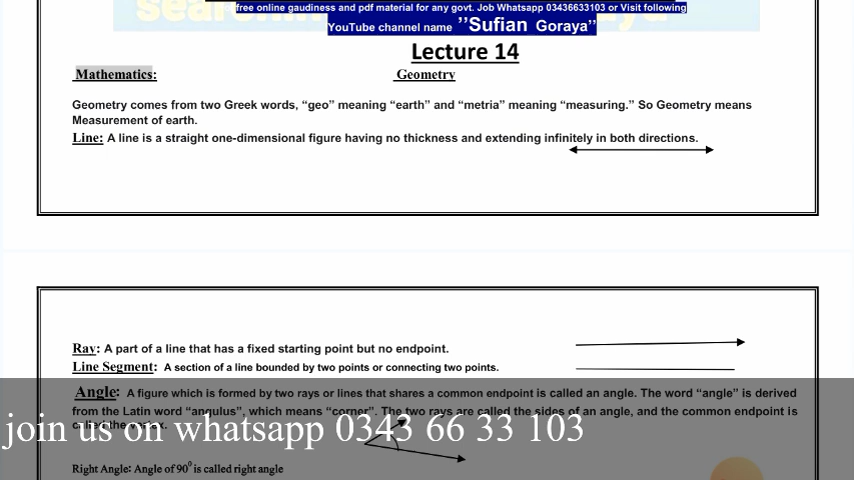 free online gaudiness and pdf material for any govt. Job Whatsapp 03436633103 or Visit following
YouTube channel name ’’Sufian Goraya’’
Lecture 14
Mathematics: Geometry
Geometry comes from two Greek words, “geo” meaning “earth” and “metria” meaning “measuring.” So Geometry means
Measurement of earth.
Line: A line is a straight one-dimensional figure having no thickness and extending infinitely in both directions.
Ray: A part of a line that has a fixed starting point but no endpoint.
Line Segment: A section of a line bounded by two points or connecting two points.
Angle: A figure which is formed by two rays or lines that shares a common endpoint is called an angle. The word “angle” is derived
from the Latin word “angulus”, which means “corner”. The two rays are called the sides of an angle, and the common endpoint is
called the vertex.
join us on whatsapp 0343 66 33 103
Right Angle: Angle of 90⁰ is called right angle